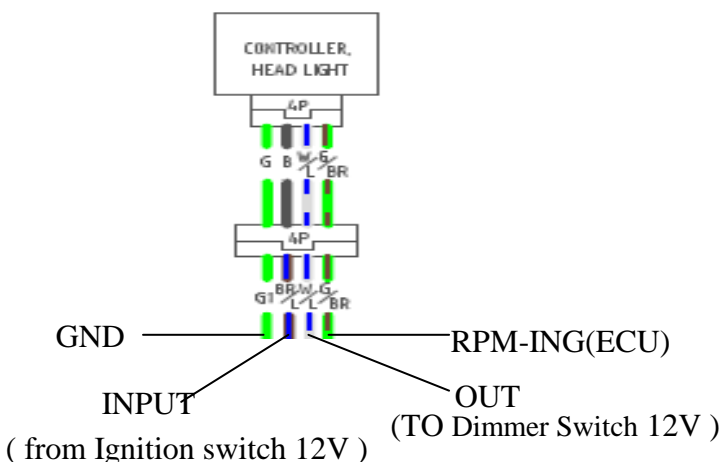 CONTROLLER,
HEAD LIGHT
4P
G B W/L G/BR
4P
G1 BR/L W/L G/BR
GND
RPM-ING(ECU)
INPUT
( from Ignition switch 12V )
OUT
(TO Dimmer Switch 12V )